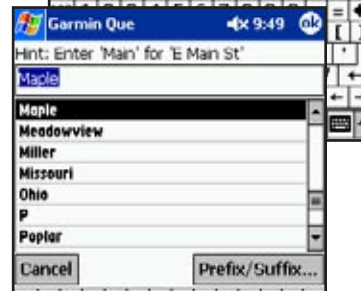 Garmin Que 9:49 ok
Hint: Enter 'Main' for 'E Main St'
Maple
Maple
Meadowview
Miller
Missouri
Ohio
P
Poplar
Cancel Prefix/Suffix...